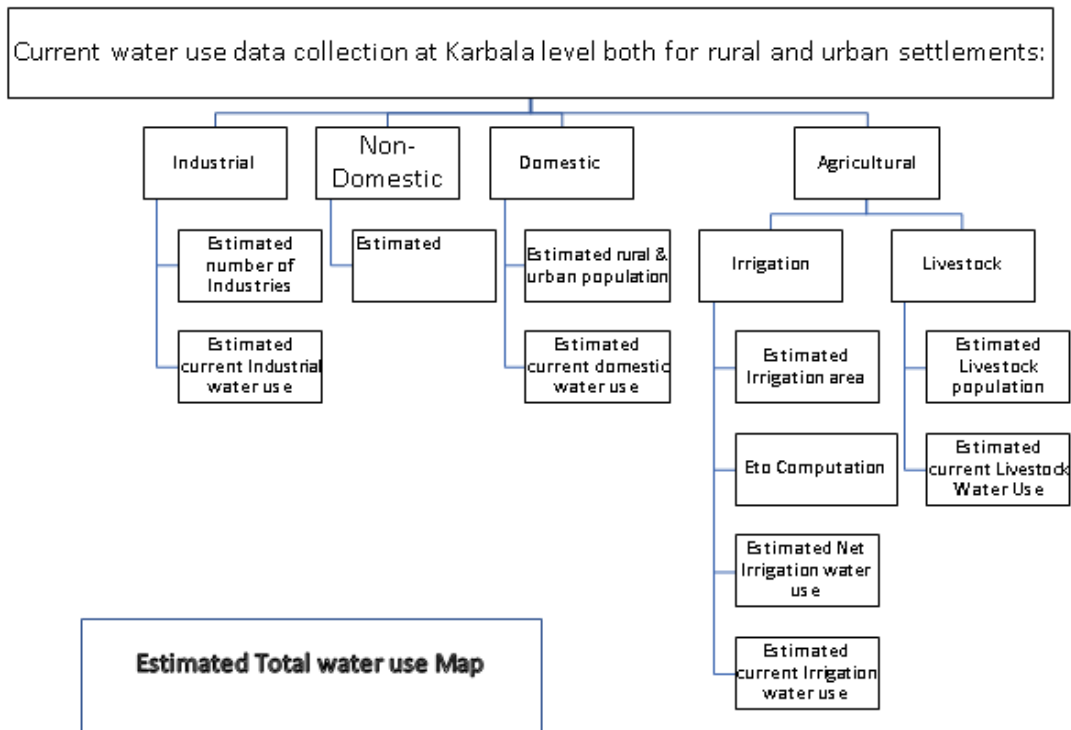 Current water use data collection at Karbala level both for rural and urban settlements:
Industrial
Non-
Domestic
Domestic
Agricultural
Estimated
number of
Industries
Estimated
current Industrial
water use
Estimated
Estimated rural &
urban population
Estimated
current domestic
water use
Irrigation
Livestock
Estimated
Irrigation area
Eto Computation
Estimated Net
Irrigation water
use
Estimated
current Irrigation
water use
Estimated
Livestock
population
Estimated
current Livestock
Water Use
Estimated Total water use Map